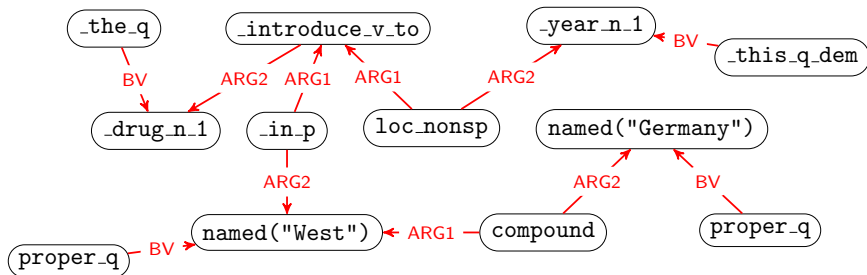 _the_q
_introduce_v_to
_year_n_1
_this_q_dem
BV
ARG2
ARG1
ARG1
ARG2
BV
_drug_n_1
_in_p
loc_nonsp
named("Germany")
ARG2
ARG2
BV
proper_q
BV
named("West")
ARG1
compound
proper_q